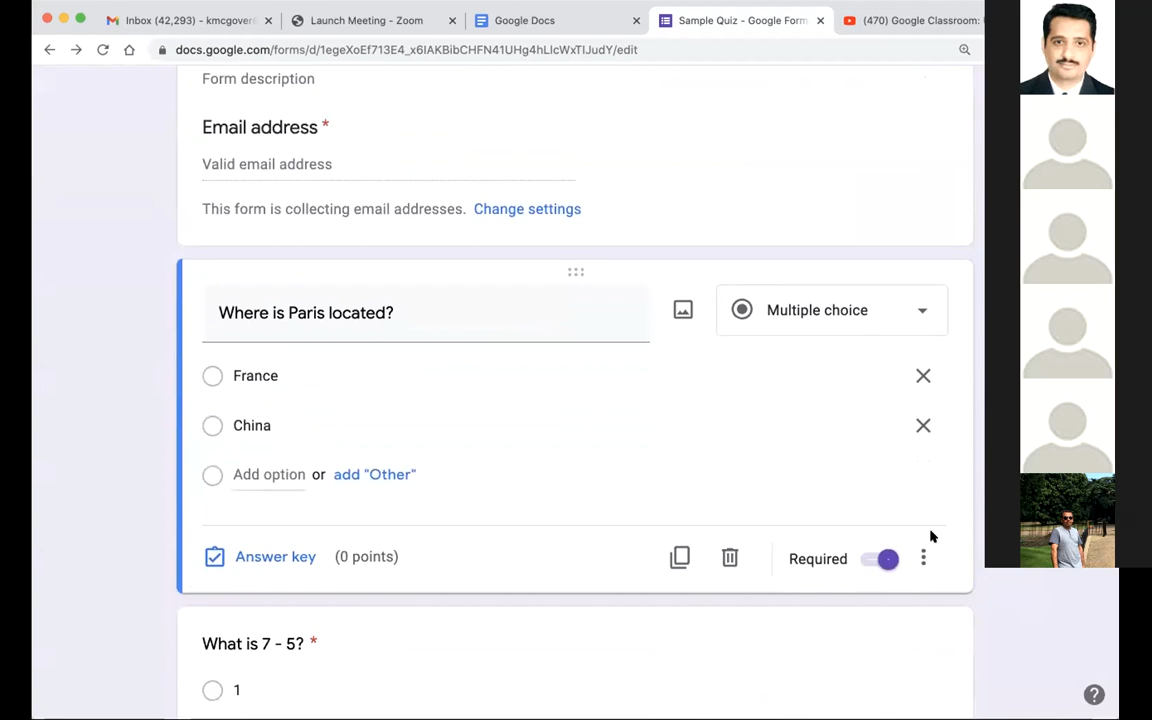 Inbox (42,293) - kmcgover
Launch Meeting - Zoom
Google Docs
Sample Quiz - Google Form
(470) Google Classroom:
docs.google.com/forms/d/1egeXoEf713E4_x6IAKBibCHFN41UHg4hLlcWxTlJudY/edit
Form description
Email address *
Valid email address
This form is collecting email addresses. Change settings
Where is Paris located?
Multiple choice
France
China
Add option or add "Other"
Answer key (0 points)
Required
What is 7 - 5? *
1